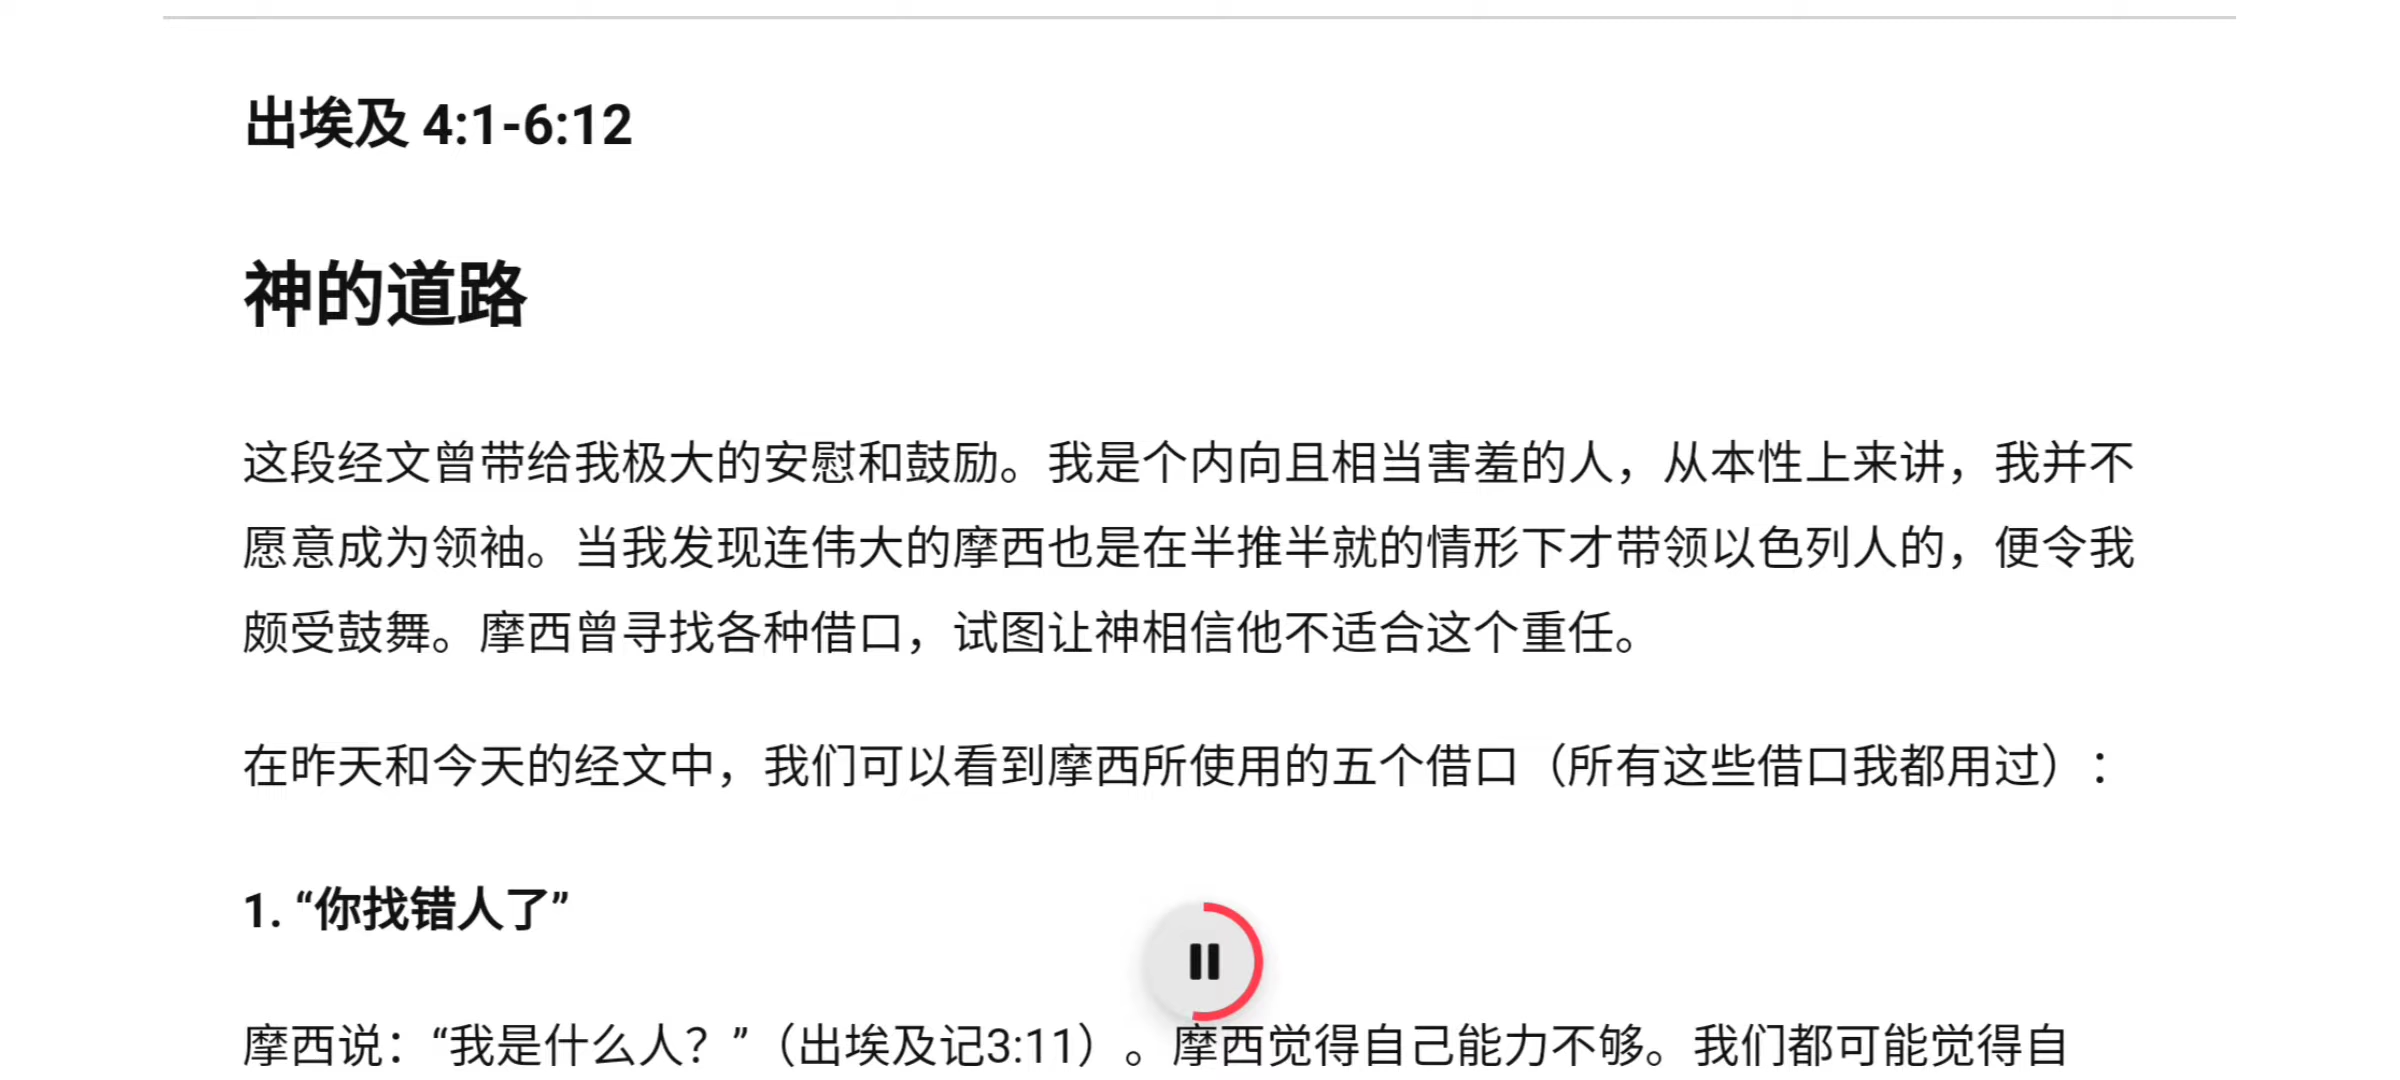 出埃及 4:1-6:12
神的道路
这段经文曾带给我极大的安慰和鼓励。我是个内向且相当害羞的人，从本性上来讲，我并不
愿意成为领袖。当我发现连伟大的摩西也是在半推半就的情形下才带领以色列人的，便令我
颇受鼓舞。摩西曾寻找各种借口，试图让神相信他不适合这个重任。
在昨天和今天的经文中，我们可以看到摩西所使用的五个借口（所有这些借口我都用过）：
1. “你找错人了”
摩西说：“我是什么人？”（出埃及记3:11）。摩西觉得自己能力不够。我们都可能觉得自